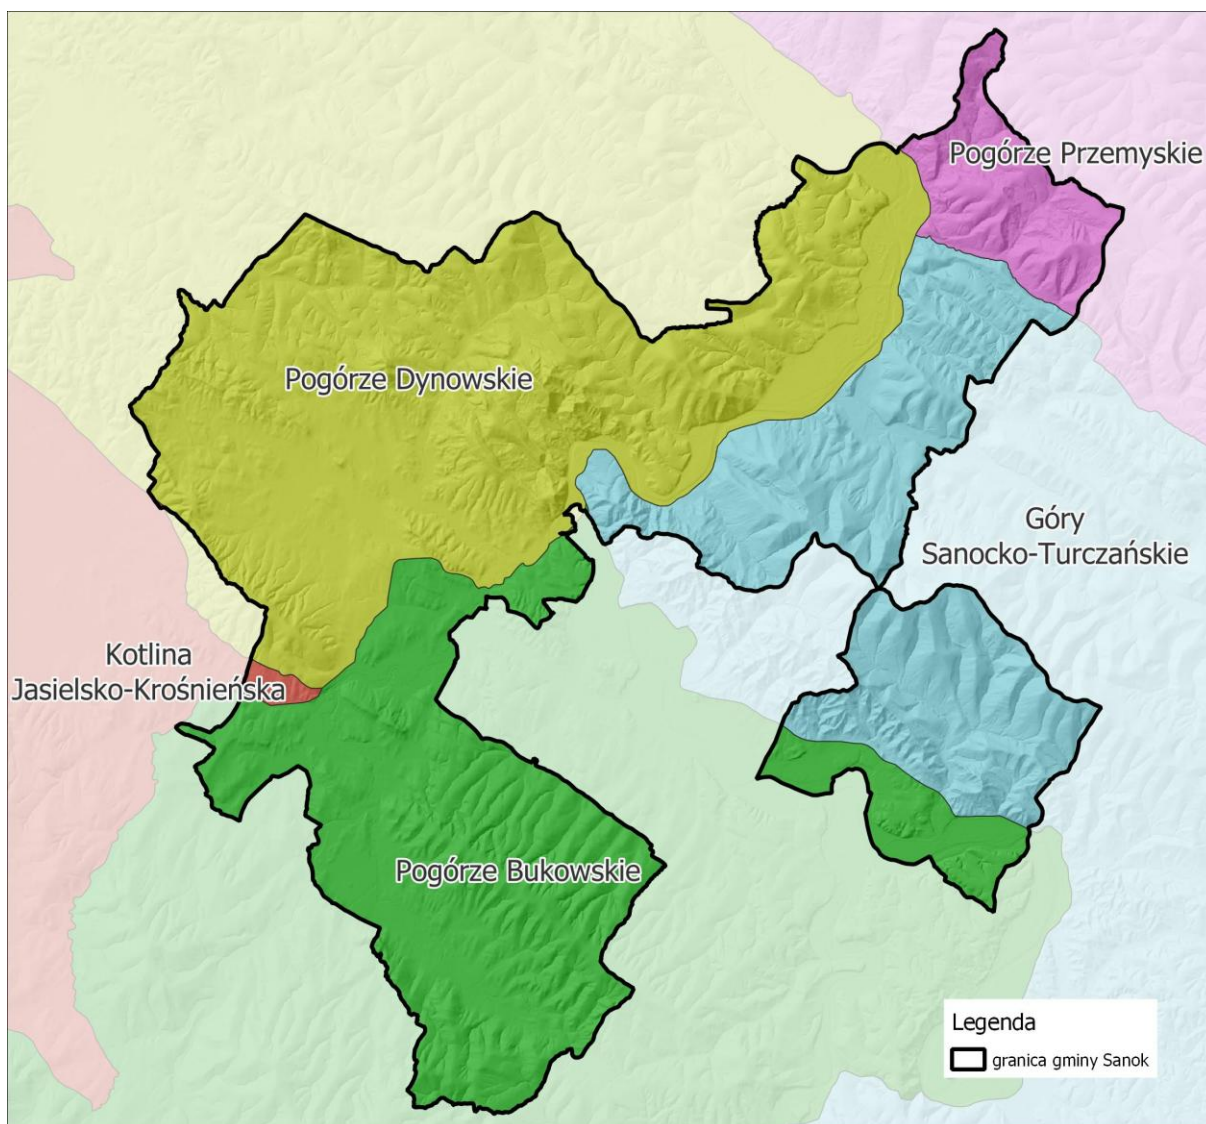 Pogórze Przemyskie
Pogórze Dynowskie
Góry
Sanocko-Turczańskie
Kotlina
Jasielsko-Krośnieńska
Pogórze Bukowskie
Legenda
granica gminy Sanok